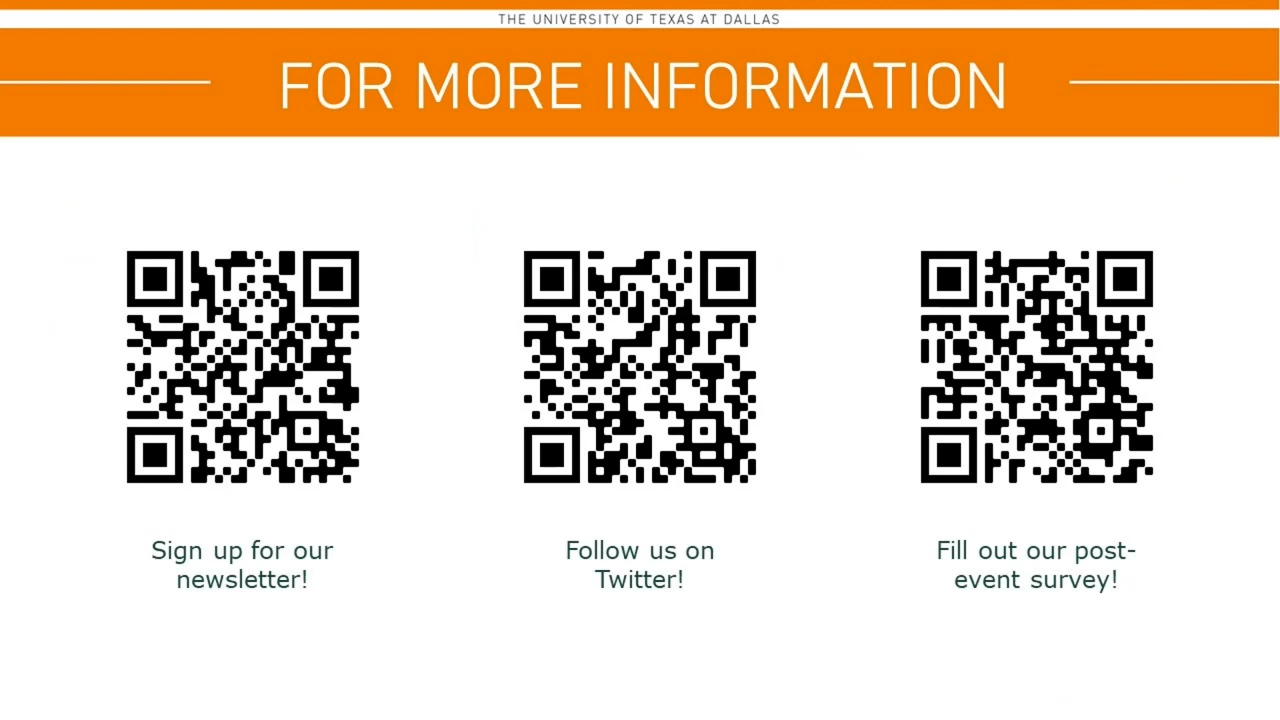 THE UNIVERSITY OF TEXAS AT DALLAS
FOR MORE INFORMATION
Sign up for our
newsletter!
Follow us on
Twitter!
Fill out our post-
event survey!